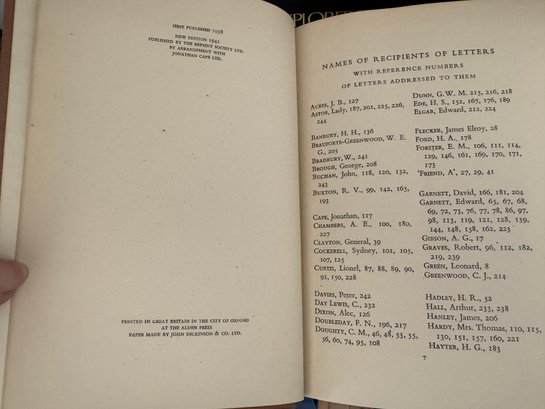 FIRST PUBLISHED 1938
NEW EDITION 1941
PUBLISHED BY THE REPRINT SOCIETY LTD.
BY ARRANGEMENT WITH
JONATHAN CAPE LTD.
PRINTED IN GREAT BRITAIN IN THE CITY OF OXFORD
AT THE ALDEN PRESS
PAPER MADE BY JOHN DICKINSON & CO. LTD.
NAMES OF RECIPIENTS OF LETTERS
WITH REFERENCE NUMBERS
OF LETTERS ADDRESSED TO THEM
ACRES, J. B., 127
ASTOR, Lady, 187, 201, 225, 226,
244
BANBURY, H. H., 136
BEAUFORTE-GREENWOOD, W. E.
G., 205
BRADBURY, W., 241
BROUGH, George, 208
BUCHAN, John, 118, 120, 132,
243
BUXTON, R. V., 99, 142, 165,
193
CAPE, Jonathan, 117
CHAMBERS, A. E., 100, 180,
227
CLAYTON, General, 39
COCKERELL, Sydney, 101, 105,
107, 125
CURTIS, Lionel, 87, 88, 89, 90,
91, 150, 228
DAVIES, Peter, 242
DAY LEWIS, C., 232
DIXON, Alec, 126
DOUBLEDAY, F. N., 196, 217
DOUGHTY, C. M., 46, 48, 53, 55,
56, 60, 74, 95, 108
DUNN, G.W. M. 215, 216, 218
EDE, H. S., 152, 167, 176, 189
ELGAR, Edward, 212, 224
FLECKER, James Elroy, 28
FORD, H. A., 178
FORSTER, E. M., 106, 111, 114,
129, 146, 161, 169, 170, 171,
173
'FRIEND, A', 27, 29, 41
GARNETT, David, 166, 181, 204
GARNETT, Edward, 65, 67, 68,
69, 72, 73, 76, 77, 78, 86, 97,
98, 113, 119, 121, 128, 139,
144, 148, 158, 162, 223
GIBSON, A. G., 17
GRAVES, Robert, 96, 112, 182,
219, 239
GREEN, Leonard, 8
GREENWOOD, C. J., 214
HADLEY, H. R., 52
HALL, Arthur, 233, 238
HANLEY, James, 206
HARDY, Mrs. Thomas, 110, 115,
130, 151, 157, 160, 221
HAYTER, H. G., 183
7